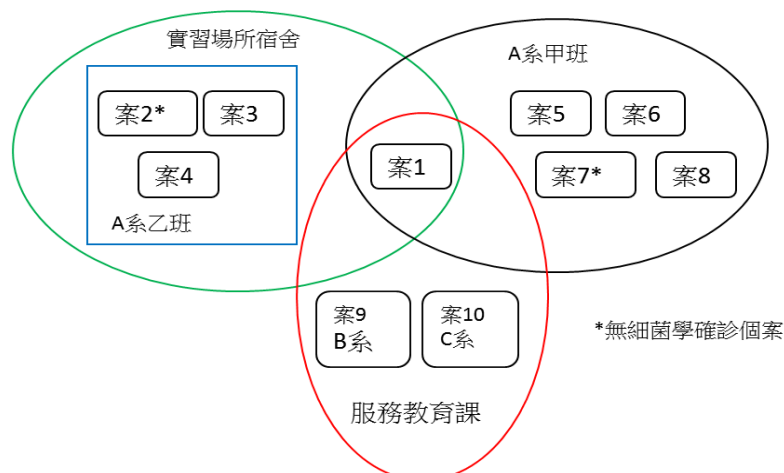 實習場所宿舍
A系甲班
案2*
案3
案4
A系乙班
案1
案5
案6
案7*
案8
案9
B系
案10
C系
*無細菌學確診個案
服務教育課